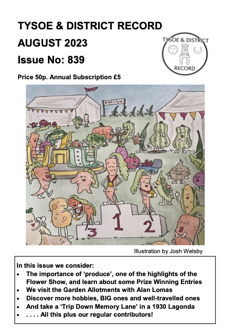 TYSOE & DISTRICT RECORD
AUGUST 2023
Issue No: 839
Price 50p. Annual Subscription £5
TYSOE & DISTRICT
RECORD
3 1 2
Illustration by Josh Welsby
In this issue we consider:
• The importance of 'produce', one of the highlights of the
Flower Show, and learn about some Prize Winning Entries
• We visit the Garden Allotments with Alan Lomas
• Discover more hobbies, BIG ones and well-travelled ones
• And take a 'Trip Down Memory Lane' in a 1930 Lagonda
• . . . . All this plus our regular contributors!